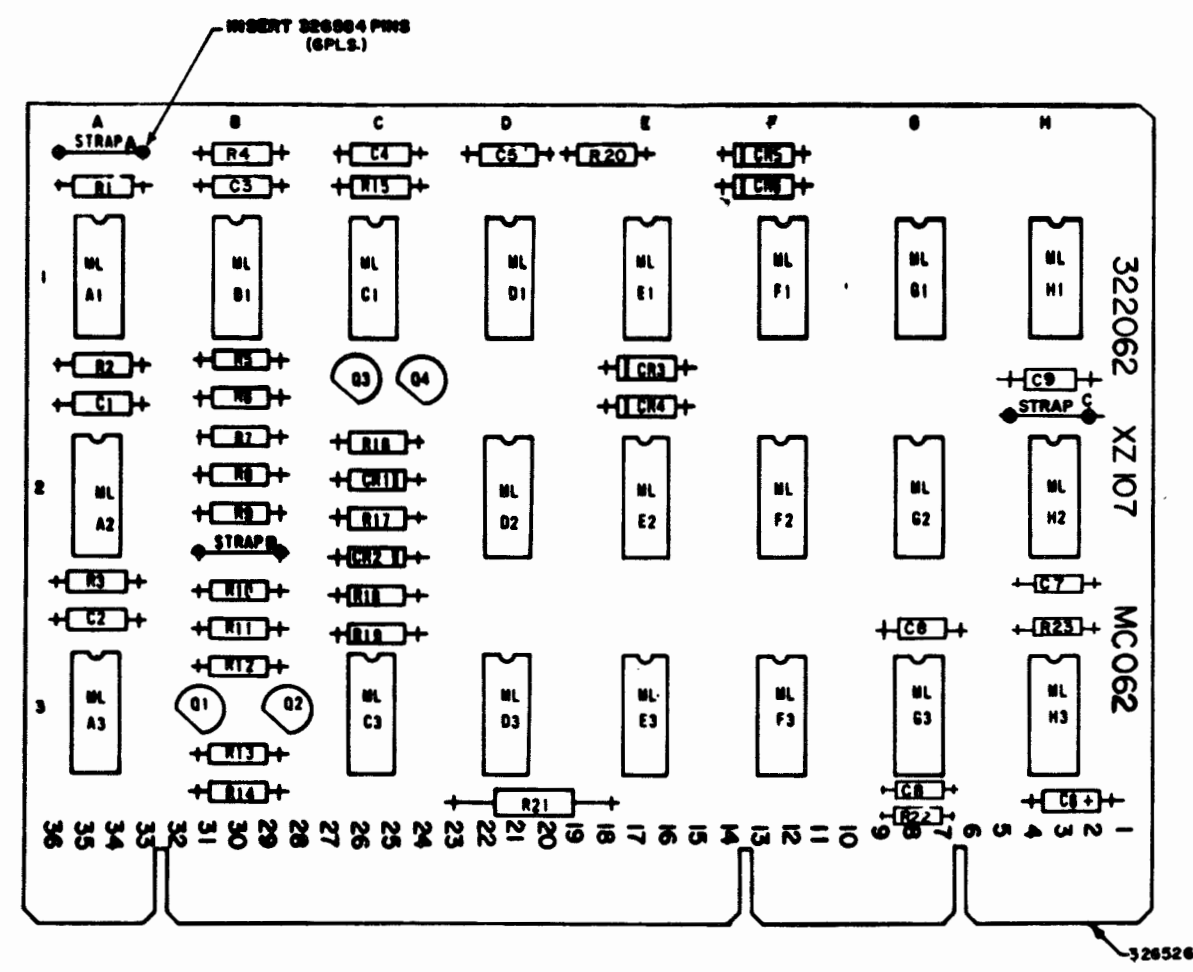 INSERT 326804 PINS
(6PLS.)
A B C D E F G H
STRAP A R4 C4 C5 R20 CR5
R1 C3 R15 CR6
1
ML A1
ML B1
ML C1
ML D1
ML E1
ML F1
ML G1
ML H1
322062 XZ107 MC062
R2 R5 Q3 Q4 CR3 C9
C1 R6 CR4 STRAP C
R7 R16
2
ML A2
R8 CR1
R9 R17
ML D2
ML E2
ML F2
ML G2
ML H2
STRAP B CR2
R3 R10 R18 C7
C2 R11 R19 C6 R23
R12
3
ML A3
Q1 Q2
ML C3
ML D3
ML E3
ML F3
ML G3
ML H3
R13
R14 R21 C8
R22
36 35 34 33 32 31 30 29 28 27 26 25 24 23 22 21 20 19 18 17 16 15 14 13 12 11 10 9 8 7 6 5 4 3 2 1
326526